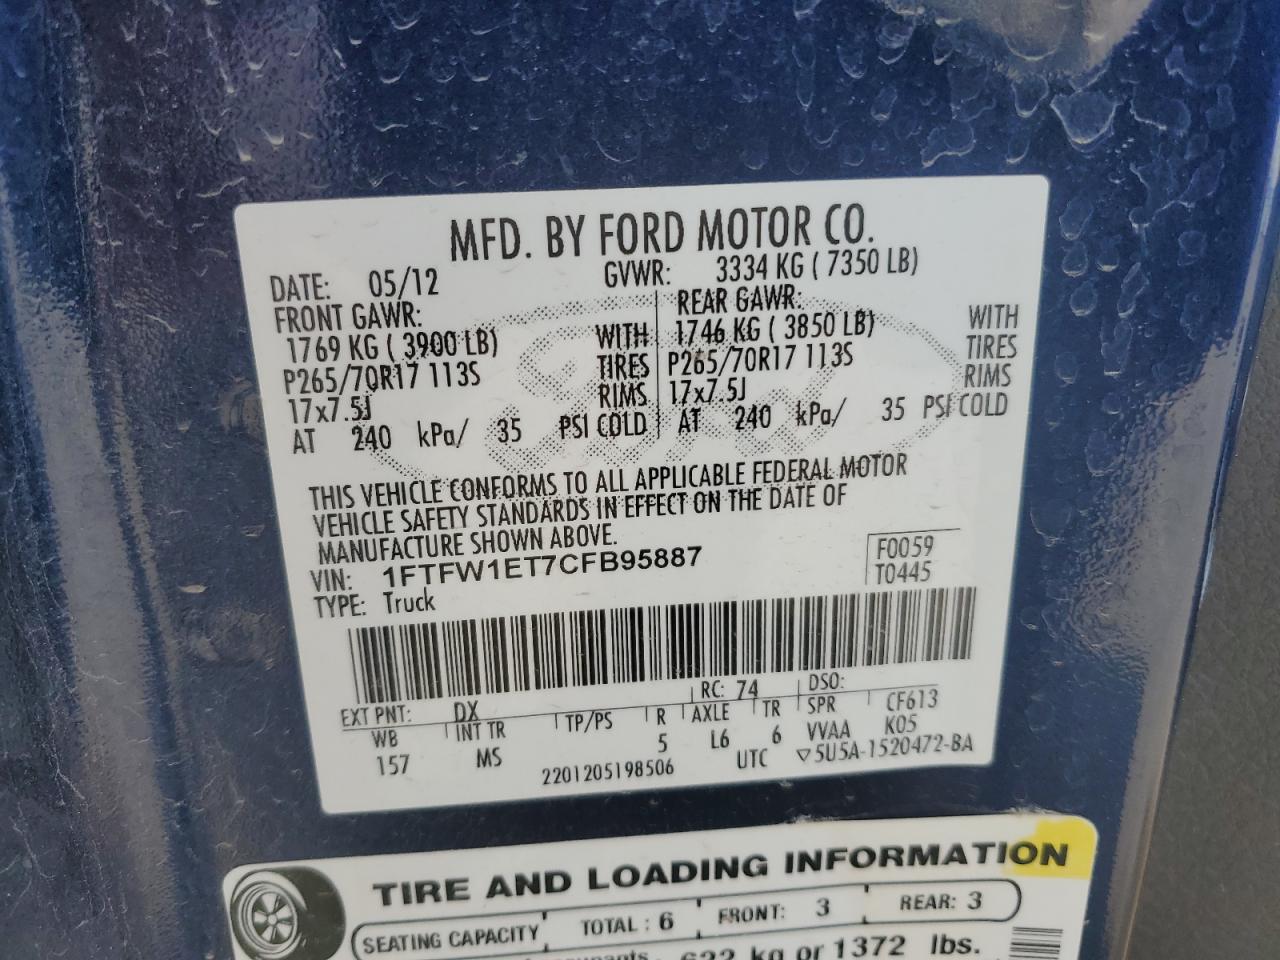 MFD. BY FORD MOTOR CO.
DATE: 05/12 GVWR: 3334 KG ( 7350 LB)
FRONT GAWR: REAR GAWR:
1769 KG ( 3900 LB) WITH 1746 KG ( 3850 LB) WITH
P265/70R17 113S TIRES P265/70R17 113S TIRES
17x7.5J RIMS 17x7.5J RIMS
AT 240 kPa/ 35 PSI COLD AT 240 kPa/ 35 PSI COLD
THIS VEHICLE CONFORMS TO ALL APPLICABLE FEDERAL MOTOR
VEHICLE SAFETY STANDARDS IN EFFECT ON THE DATE OF
MANUFACTURE SHOWN ABOVE.
VIN: 1FTFW1ET7CFB95887 F0059
TYPE: Truck T0445
RC: 74 DSO:
EXT PNT: DX
WB INT TR TP/PS R AXLE TR SPR CF613
157 MS 5 L6 6 VVAA K05
2201205198506 UTC ▽5U5A-1520472-BA
TIRE AND LOADING INFORMATION
SEATING CAPACITY TOTAL : 6 FRONT: 3 REAR: 3
kg or 1372 lbs.